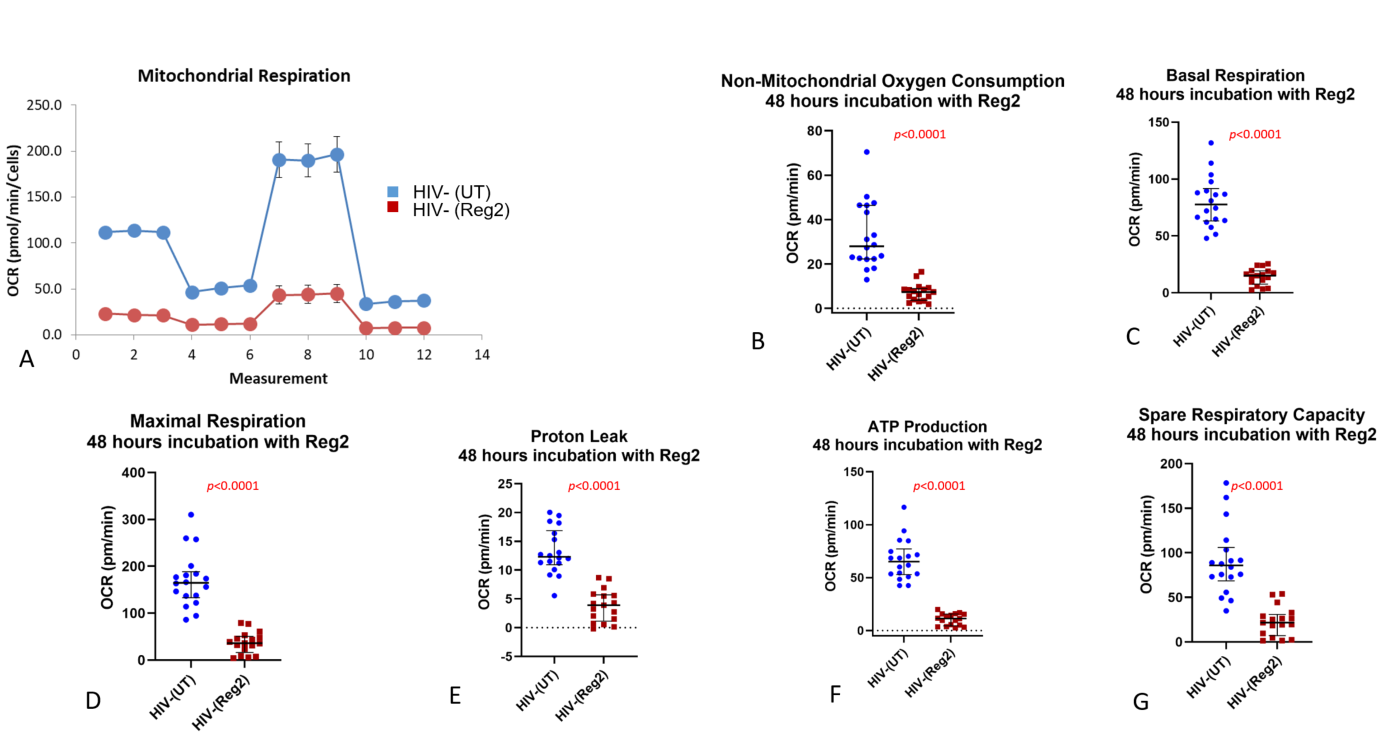 Mitochondrial Respiration
OCR (pmol/min/Cells)
250.0
200.0
150.0
100.0
50.0
0.0
0 2 4 6 8 10 12 14
Measurement
HIV- (UT)
HIV- (Reg2)
A
Non-Mitochondrial Oxygen Consumption
48 hours incubation with Reg2
p<0.0001
OCR (pm/min)
80
60
40
20
0
HIV-(UT)
HIV-(Reg2)
B
Basal Respiration
48 hours incubation with Reg2
p<0.0001
OCR (pm/min)
150
100
50
0
HIV-(UT)
HIV-(Reg2)
C
Maximal Respiration
48 hours incubation with Reg2
p<0.0001
OCR (pm/min)
400
300
200
100
0
HIV-(UT)
HIV-(Reg2)
D
Proton Leak
48 hours incubation with Reg2
p<0.0001
OCR (pm/min)
25
20
15
10
5
0
-5
HIV-(UT)
HIV-(Reg2)
E
ATP Production
48 hours incubation with Reg2
p<0.0001
OCR (pm/min)
150
100
50
0
HIV-(UT)
HIV-(Reg2)
F
Spare Respiratory Capacity
48 hours incubation with Reg2
p<0.0001
OCR (pm/min)
200
150
100
50
0
HIV-(UT)
HIV-(Reg2)
G